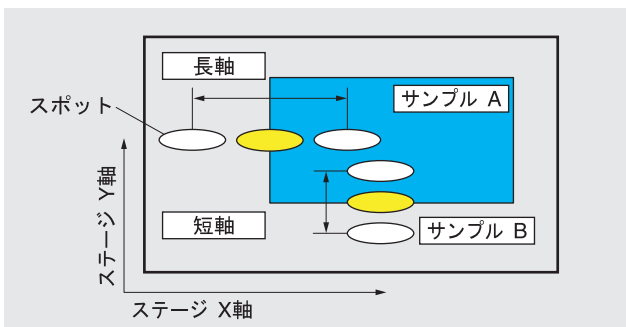 長軸
サンプル A
スポット
ステージ Y軸
短軸
サンプル B
ステージ X軸